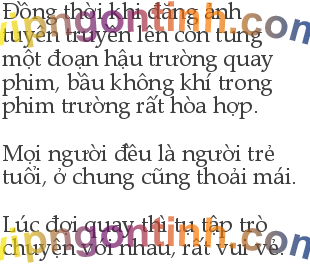 Đồng thời khi đăng ảnh
tuyên truyền lên còn tung
một đoạn hậu trường quay
phim, bầu không khí trong
phim trường rất hòa hợp.
Mọi người đều là người trẻ
tuổi, ở chung cũng thoải mái.
Lúc đợi quay thì tụ tập trò
chuyện với nhau, rất vui vẻ.
vipngontinh.com
vipngontinh.com